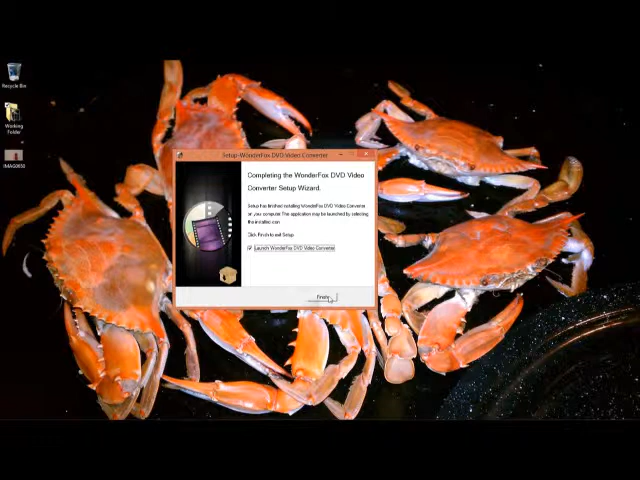 Recycle Bin
Working
Folder
IMAG0650
Setup-WonderFox DVD Video Converter
Completing the WonderFox DVD Video
Converter Setup Wizard.
Setup has finished installing WonderFox DVD Video Converter
on your computer. The application may be launched by selecting
the installed icon
Click Finish to exit Setup
Launch WonderFox DVD Video Converter
Finish